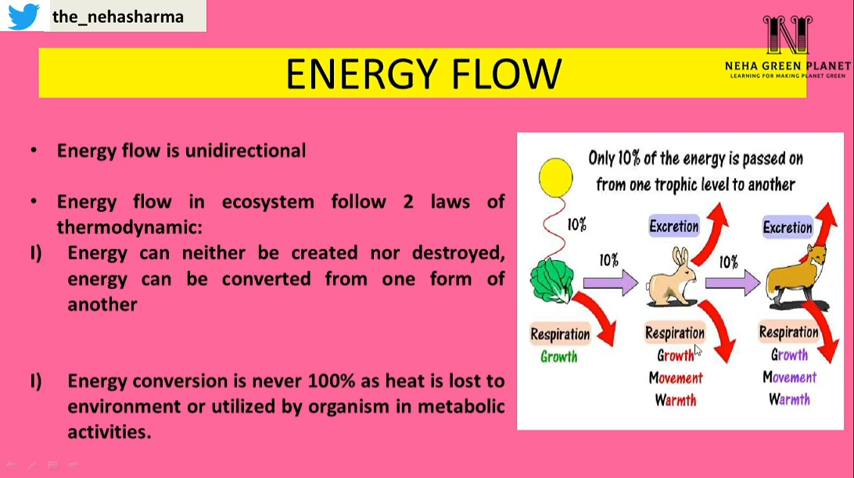 the_nehasharma
N
NEHA GREEN PLANET
LEARNING FOR MAKING PLANET GREEN
ENERGY FLOW
• Energy flow is unidirectional
• Energy flow in ecosystem follow 2 laws of
thermodynamic:
I) Energy can neither be created nor destroyed,
energy can be converted from one form of
another
I) Energy conversion is never 100% as heat is lost to
environment or utilized by organism in metabolic
activities.
Only 10% of the energy is passed on
from one trophic level to another
10%
Excretion
Excretion
10%
10%
Respiration
Growth
Respiration
Growth
Movement
Warmth
Respiration
Growth
Movement
Warmth